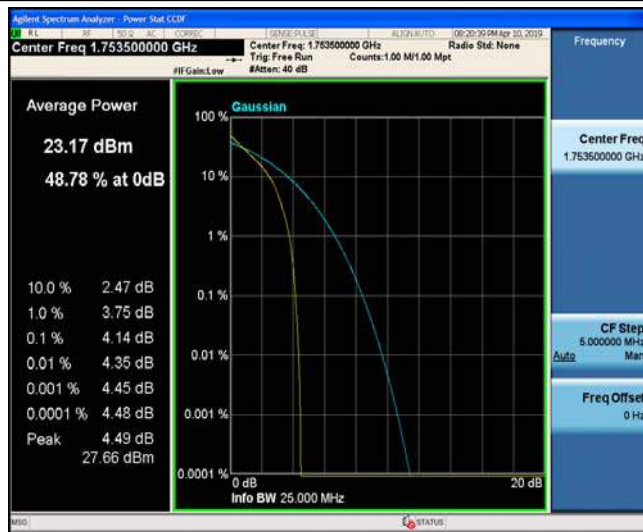 Agilent Spectrum Analyzer - Power Stat CCDF
RL RF 50 Ω AC CORREC SENSE:PULSE ALIGN AUTO 08:20:39 PM Apr 10, 2019
Center Freq 1.753500000 GHz
Center Freq: 1.753500000 GHz Radio Std: None
Trig: Free Run Counts:1.00 M/1.00 Mpt
#IFGain:Low #Atten: 40 dB
Frequency
Average Power
23.17 dBm
48.78 % at 0dB
10.0 % 2.47 dB
1.0 % 3.75 dB
0.1 % 4.14 dB
0.01 % 4.35 dB
0.001 % 4.45 dB
0.0001 % 4.48 dB
Peak 4.49 dB
27.66 dBm
Gaussian
100 %
10 %
1 %
0.1 %
0.01 %
0.001 %
0.0001 %
0 dB 20 dB
Info BW 25.000 MHz
Center Freq
1.753500000 GHz
CF Step
5.000000 MHz
Auto Man
Freq Offset
0 Hz
MSG STATUS